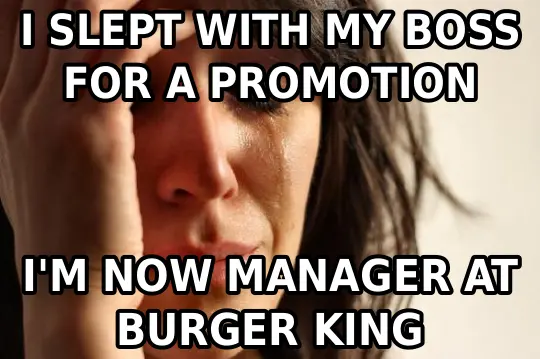 I SLEPT WITH MY BOSS
FOR A PROMOTION
I'M NOW MANAGER AT
BURGER KING